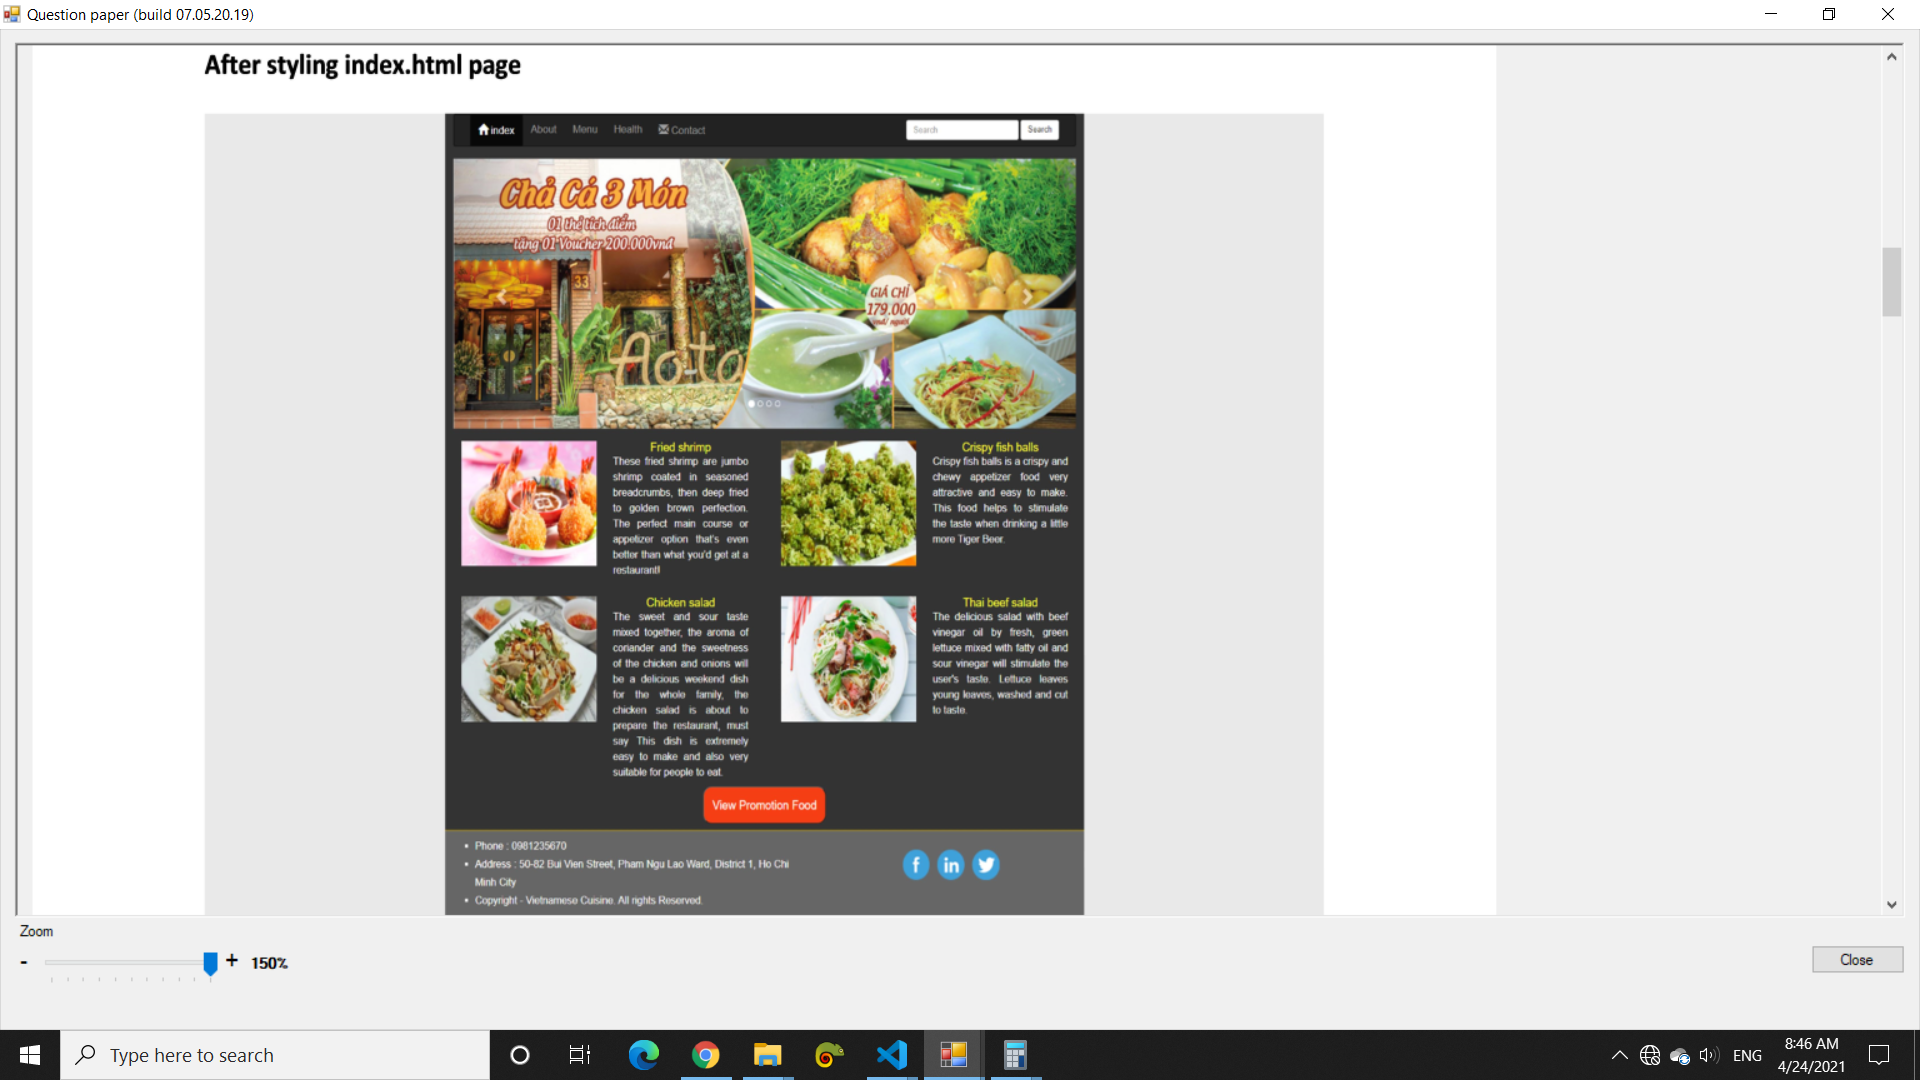 Question paper (build 07.05.20.19)
After styling index.html page
index About Menu Health Contact Search Search
Chả Cá 3 Món
01 thẻ tích điểm
tặng 01 Voucher 200.000vnđ
33
GIÁ CHỈ
179.000
vnđ/ người
Ao ta
Fried shrimp
These fried shrimp are jumbo
shrimp coated in seasoned
breadcrumbs, then deep fried
to golden brown perfection.
The perfect main course or
appetizer option that's even
better than what you'd get at a
restaurant!
Crispy fish balls
Crispy fish balls is a crispy and
chewy appetizer food very
attractive and easy to make.
This food helps to stimulate
the taste when drinking a little
more Tiger Beer.
Chicken salad
The sweet and sour taste
mixed together, the aroma of
coriander and the sweetness
of the chicken and onions will
be a delicious weekend dish
for the whole family, the
chicken salad is about to
prepare the restaurant, must
say This dish is extremely
easy to make and also very
suitable for people to eat.
Thai beef salad
The delicious salad with beef
vinegar oil by fresh, green
lettuce mixed with fatty oil and
sour vinegar will stimulate the
user's taste. Lettuce leaves
young leaves, washed and cut
to taste.
View Promotion Food
Phone : 0981235670
Address : 50-82 Bui Vien Street, Pham Ngu Lao Ward, District 1, Ho Chi
Minh City
Copyright - Vietnamese Cuisine. All rights Reserved.
f in
Zoom
- + 150%
Close
Type here to search
ENG
8:46 AM
4/24/2021